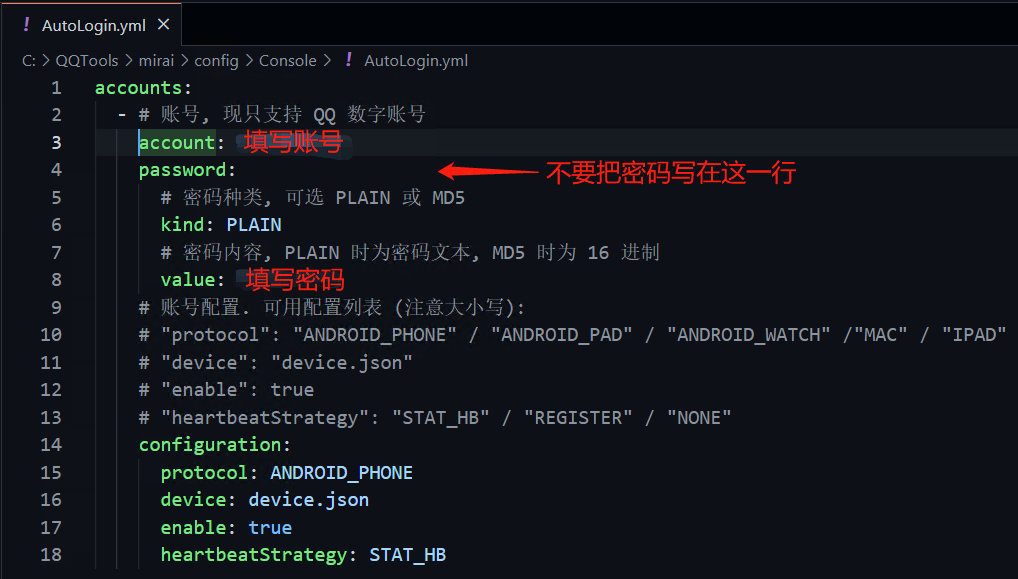 ! AutoLogin.yml ×
C: > QQTools > mirai > config > Console > ! AutoLogin.yml
1 accounts:
2 - # 账号, 现只支持 QQ 数字账号
3 account: 填写账号
4 password: 不要把密码写在这一行
5 # 密码种类, 可选 PLAIN 或 MD5
6 kind: PLAIN
7 # 密码内容, PLAIN 时为密码文本, MD5 时为 16 进制
8 value: 填写密码
9 # 账号配置. 可用配置列表 (注意大小写):
10 # "protocol": "ANDROID_PHONE" / "ANDROID_PAD" / "ANDROID_WATCH" /"MAC" / "IPAD"
11 # "device": "device.json"
12 # "enable": true
13 # "heartbeatStrategy": "STAT_HB" / "REGISTER" / "NONE"
14 configuration:
15 protocol: ANDROID_PHONE
16 device: device.json
17 enable: true
18 heartbeatStrategy: STAT_HB